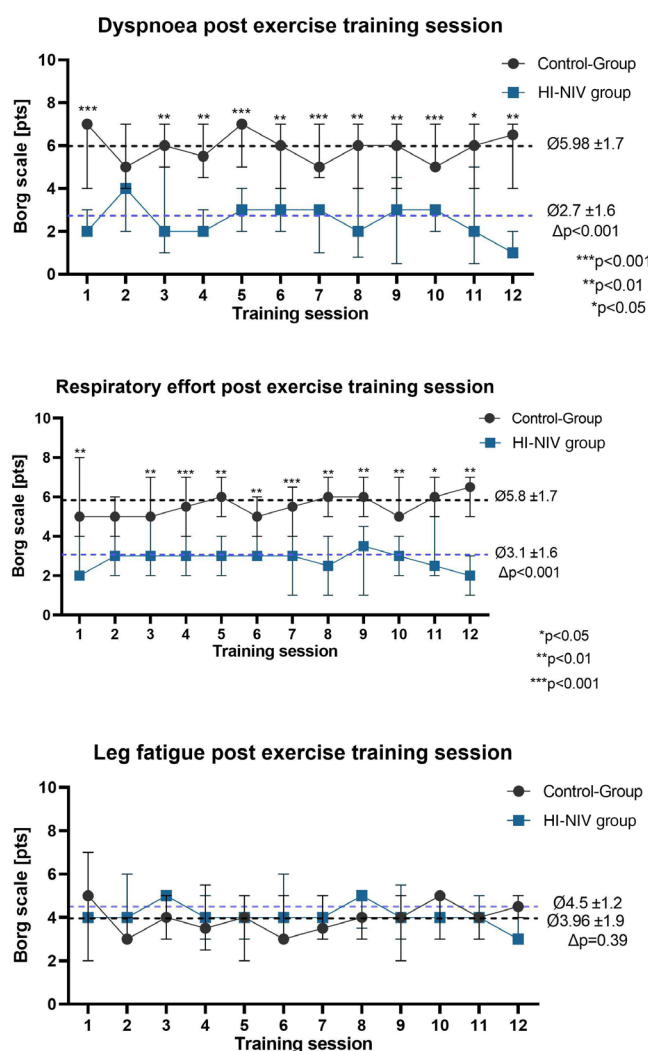 Dyspnoea post exercise training session
Control-Group
HI-NIV group
Borg scale [pts]
10
8
6
4
2
0
*** ** ** *** ** *** ** ** *** * **
Ø5.98 ±1.7
Ø2.7 ±1.6
Δp<0.001
***p<0.001
**p<0.01
*p<0.05
1 2 3 4 5 6 7 8 9 10 11 12
Training session
Respiratory effort post exercise training session
Control-Group
HI-NIV group
Borg scale [pts]
10
8
6
4
2
0
** ** *** ** ** *** ** ** ** * **
Ø5.8 ±1.7
Ø3.1 ±1.6
Δp<0.001
1 2 3 4 5 6 7 8 9 10 11 12
Training session
*p<0.05
**p<0.01
***p<0.001
Leg fatigue post exercise training session
Control-Group
HI-NIV group
Borg scale [pts]
10
8
6
4
2
0
Ø4.5 ±1.2
Ø3.96 ±1.9
Δp=0.39
1 2 3 4 5 6 7 8 9 10 11 12
Training session